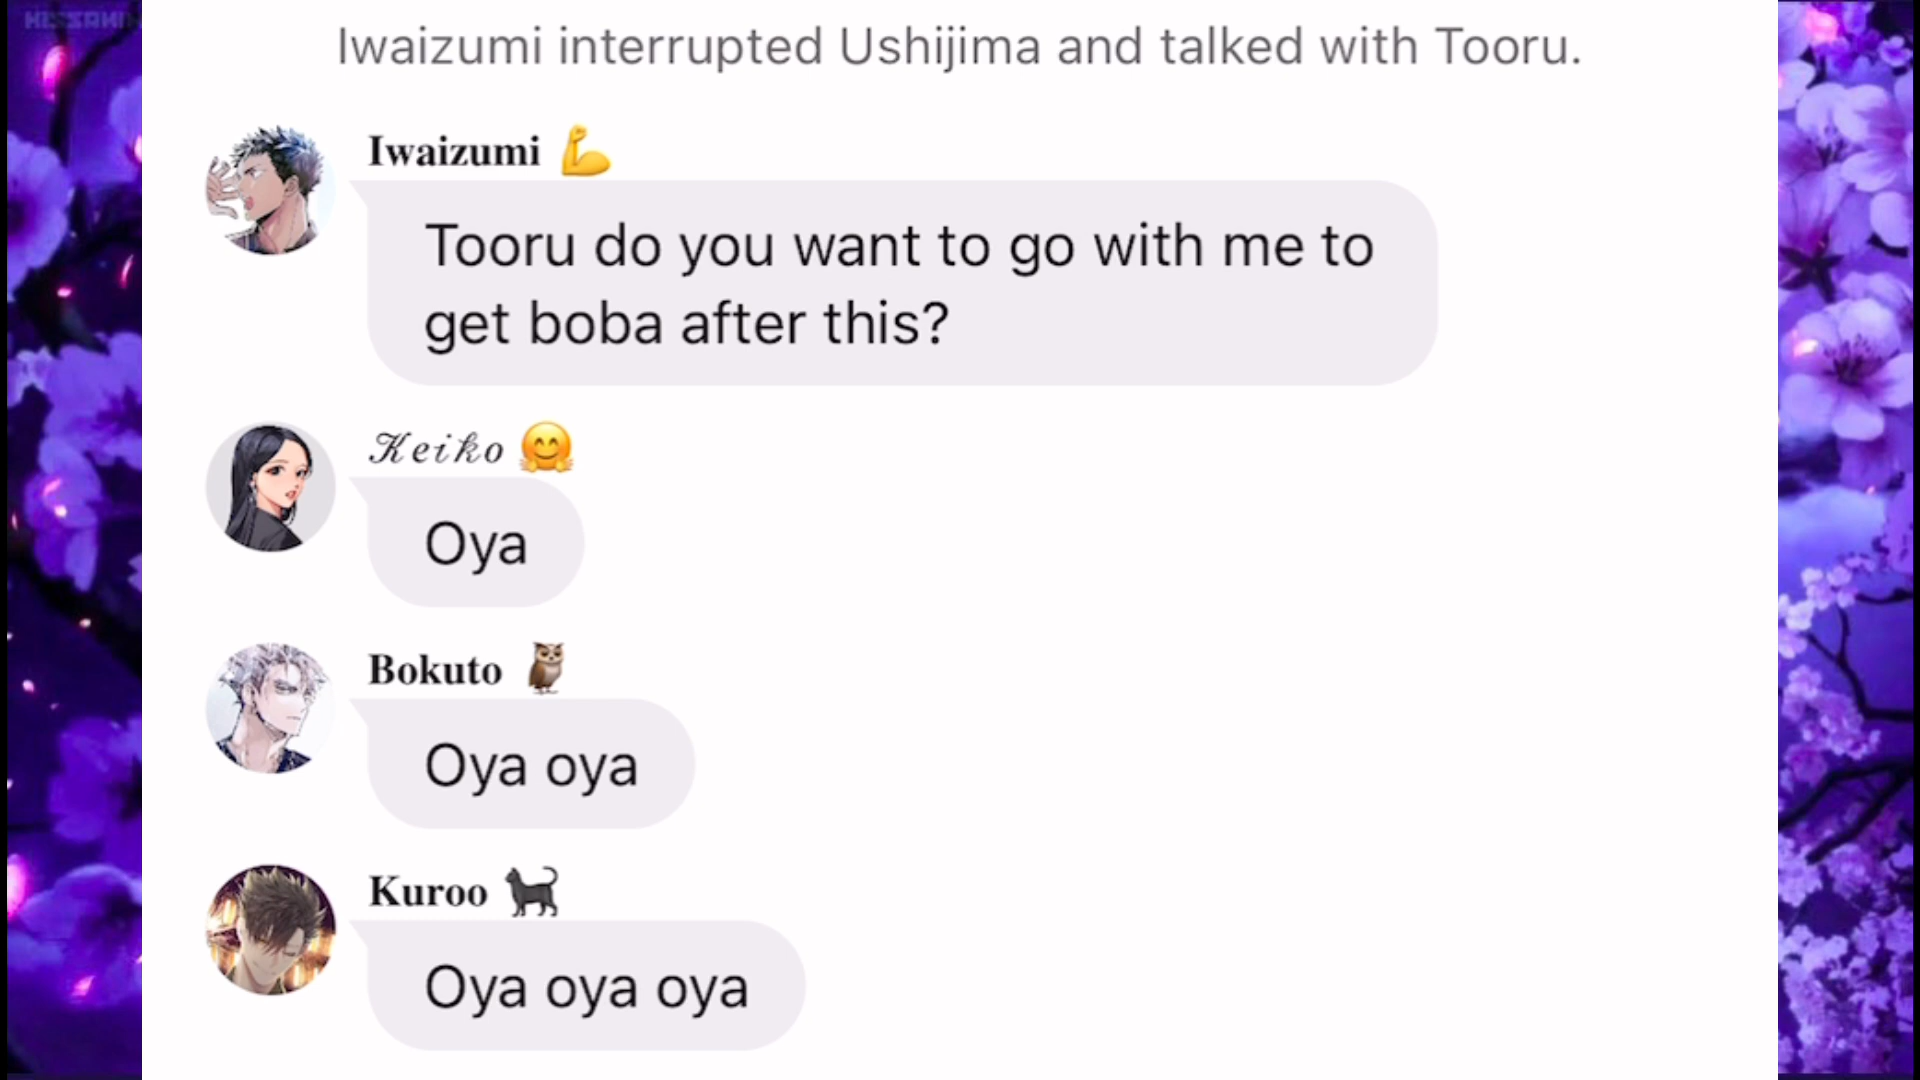 Iwaizumi interrupted Ushijima and talked with Tooru.
Iwaizumi 💪
Tooru do you want to go with me to
get boba after this?
𝒦𝑒𝒾𝓀𝑜 🤗
Oya
Bokuto 🦉
Oya oya
Kuroo 🐈‍⬛
Oya oya oya